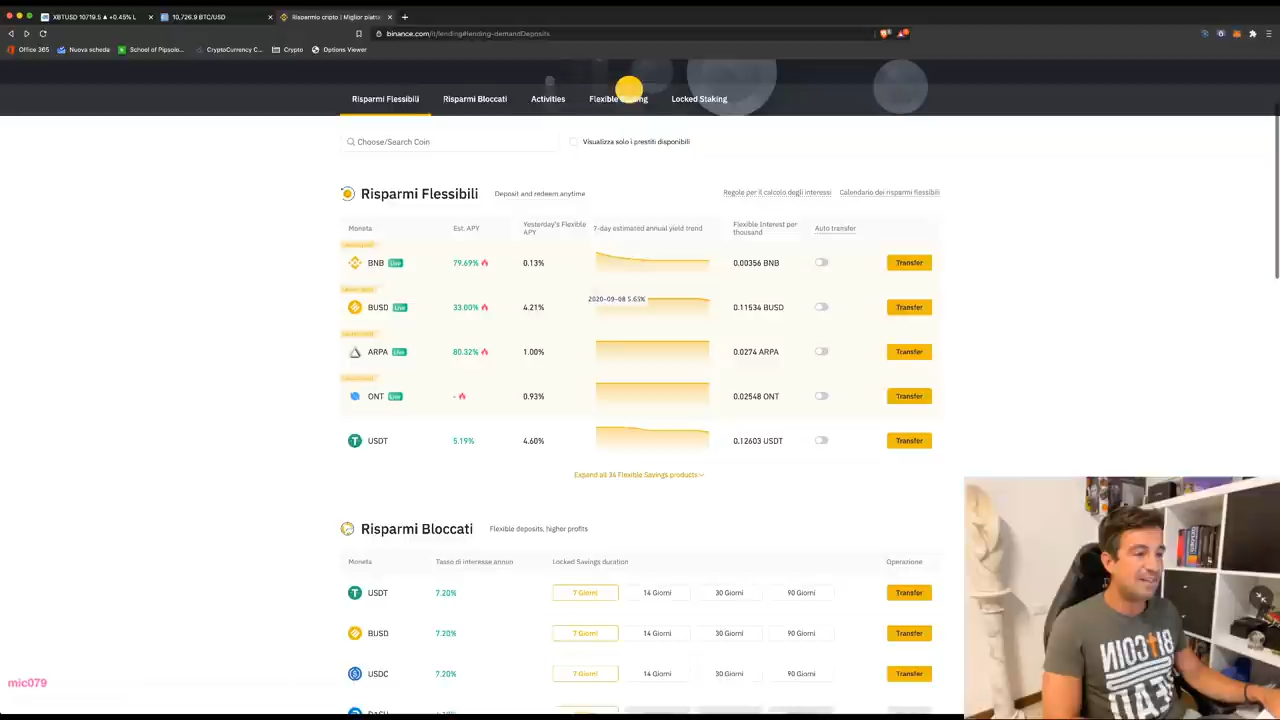 XBTUSD 10719.5 ▲ +0.45% L
10,726.9 BTC/USD
Risparmio cripto | Miglior piatta
binance.com/it/lending#lending-demandDeposits
Office 365
Nuova scheda
School of Pipsolo...
CryptoCurrency C...
Crypto
Options Viewer
Risparmi Flessibili
Risparmi Bloccati
Activities
Flexible Staking
Locked Staking
Choose/Search Coin
Visualizza solo i prestiti disponibili
Risparmi Flessibili
Deposit and redeem anytime
Regole per il calcolo degli interessi
Calendario dei risparmi flessibili
Moneta
Est. APY
Yesterday's Flexible
APY
7-day estimated annual yield trend
Flexible Interest per
thousand
Auto transfer
BNB Live 79.69% 0.13% 0.00356 BNB Transfer
2020-09-08 5.63%
BUSD Live 33.00% 4.21% 0.11534 BUSD Transfer
ARPA Live 80.32% 1.00% 0.0274 ARPA Transfer
ONT Live - 0.93% 0.02548 ONT Transfer
USDT 5.19% 4.60% 0.12603 USDT Transfer
Expand all 34 Flexible Savings products
Risparmi Bloccati
Flexible deposits, higher profits
Moneta
Tasso di interesse annuo
Locked Savings duration
Operazione
USDT 7.20% 7 Giorni 14 Giorni 30 Giorni 90 Giorni Transfer
BUSD 7.20% 7 Giorni 14 Giorni 30 Giorni 90 Giorni Transfer
USDC 7.20% 7 Giorni 14 Giorni 30 Giorni 90 Giorni Transfer
DASH
mic079